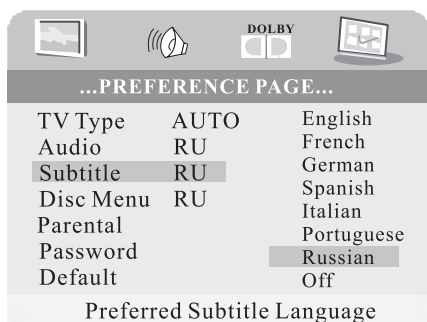 DOLBY
...PREFERENCE PAGE...
TV Type AUTO
Audio RU
Subtitle RU
Disc Menu RU
Parental
Password
Default
English
French
German
Spanish
Italian
Portuguese
Russian
Off
Preferred Subtitle Language